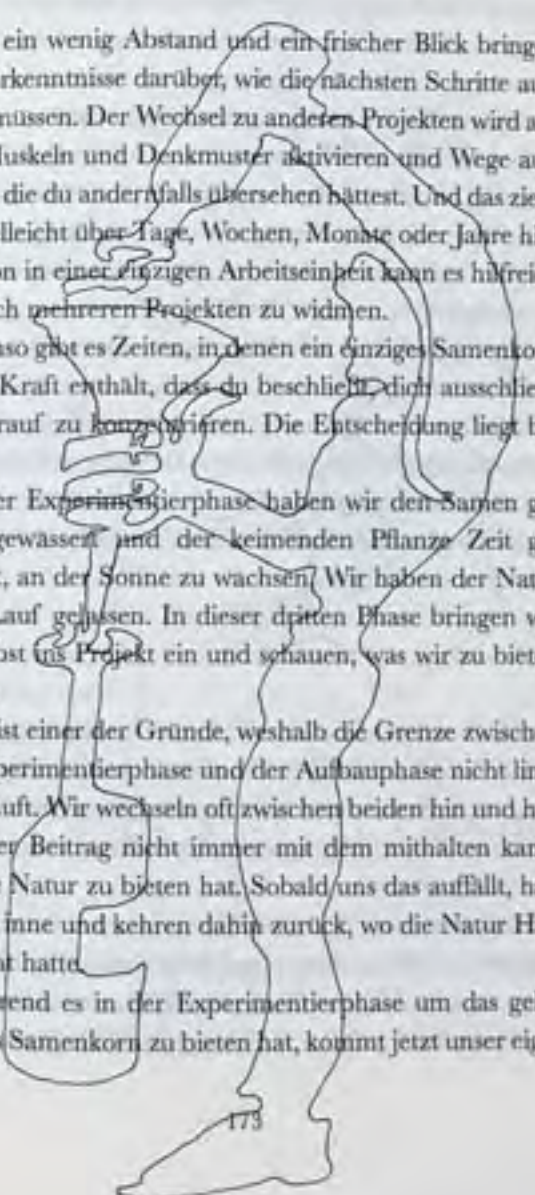 ein wenig Abstand und ein frischer Blick bring
rkenntnisse darüber, wie die nächsten Schritte au
nüssen. Der Wechsel zu anderen Projekten wird a
Muskeln und Denkmuster aktivieren und Wege au
die du andernfalls übersehen hättest. Und das zie
lleicht über Tage, Wochen, Monate oder Jahre hi
on in einer einzigen Arbeitseinheit kann es hilfrei
ch mehreren Projekten zu widmen.
nso gibt es Zeiten, in denen ein einziges Samenko
Kraft enthält, dass du beschließt, dich ausschlie
rauf zu konzentrieren. Die Entscheidung liegt b
er Experimentierphase haben wir den Samen g
gewässert und der keimenden Pflanze Zeit g
t, an der Sonne zu wachsen. Wir haben der Nat
Lauf gelassen. In dieser dritten Phase bringen w
bst ins Projekt ein und schauen, was wir zu biet
ist einer der Gründe, weshalb die Grenze zwisch
perimentierphase und der Aufbauphase nicht lin
uft. Wir wechseln oft zwischen beiden hin und h
er Beitrag nicht immer mit dem mithalten kan
e Natur zu bieten hat. Sobald uns das auffällt, ha
inne und kehren dahin zurück, wo die Natur H
at hatte
rend es in der Experimentierphase um das ge
s Samenkorn zu bieten hat, kommt jetzt unser eig
173